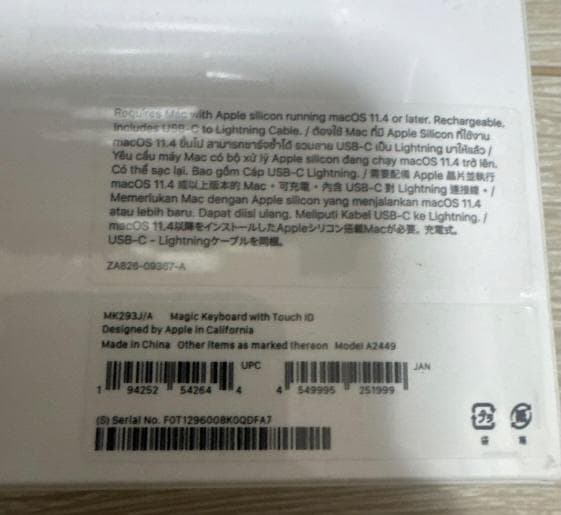 Requires Mac with Apple silicon running macOS 11.4 or later. Rechargeable.
Includes USB-C to Lightning Cable. / ต้องใช้ Mac ที่มี Apple Silicon ที่ใช้งาน
macOS 11.4 ขึ้นไป สามารถชาร์จซ้ำได้ รวมสาย USB-C เป็น Lightning มาให้แล้ว /
Yêu cầu máy Mac có bộ xử lý Apple silicon đang chạy macOS 11.4 trở lên.
Có thể sạc lại. Bao gồm Cáp USB-C Lightning. / 需要配備 Apple 晶片並執行
macOS 11.4 或以上版本的 Mac・可充電・內含 USB-C 對 Lightning 連接線・/
Memerlukan Mac dengan Apple silicon yang menjalankan macOS 11.4
atau lebih baru. Dapat diisi ulang. Meliputi Kabel USB-C ke Lightning. /
macOS 11.4以降をインストールしたAppleシリコン搭載Macが必要。充電式。
USB-C - Lightningケーブルを同梱。
ZA826-09367-A
MK293J/A Magic Keyboard with Touch ID
Designed by Apple in California
Made in China Other items as marked thereon Model A2449
UPC JAN
1 94252 54264 4 4 549995 251999
(S) Serial No. F0T1296008K0QDFA7
プラ
袋